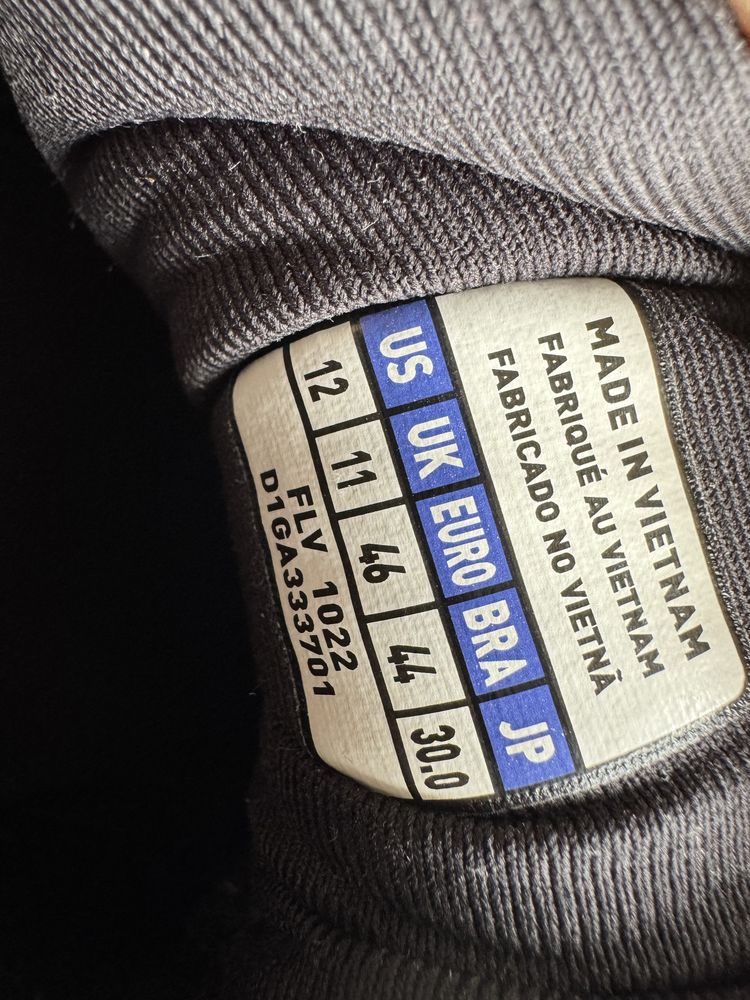 MADE IN VIETNAM
FABRIQUÉ AU VIETNAM
FABRICADO NO VIETNÃ
US UK EURO BRA JP
12 11 46 44 30.0
FLV 1022
D1GA333701